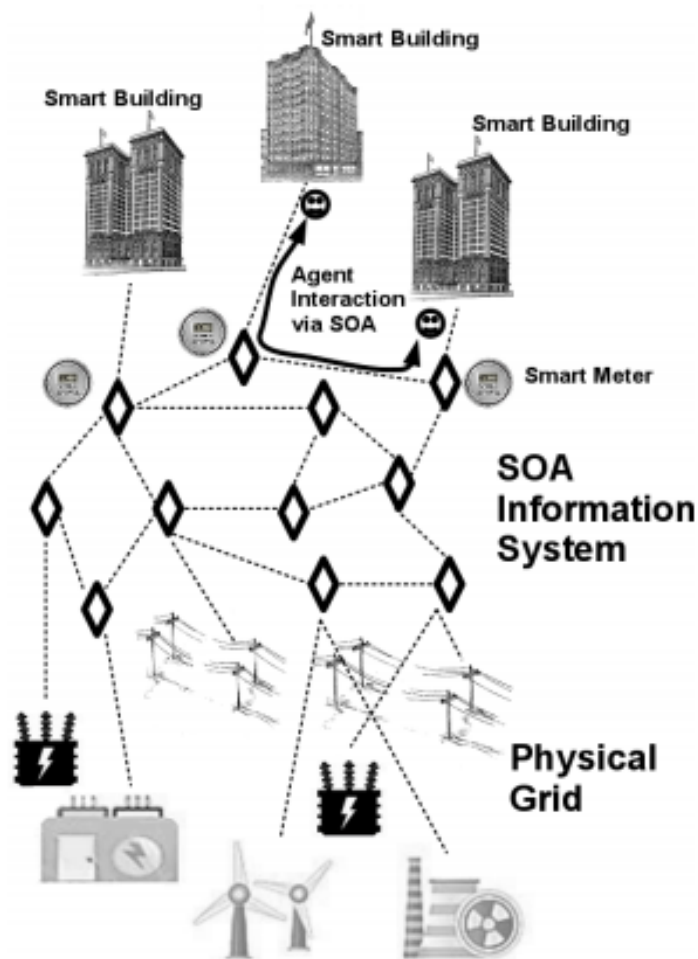 Smart Building
Smart Building
Smart Building
Agent
Interaction
via SOA
Smart Meter
SOA
Information
System
Physical
Grid